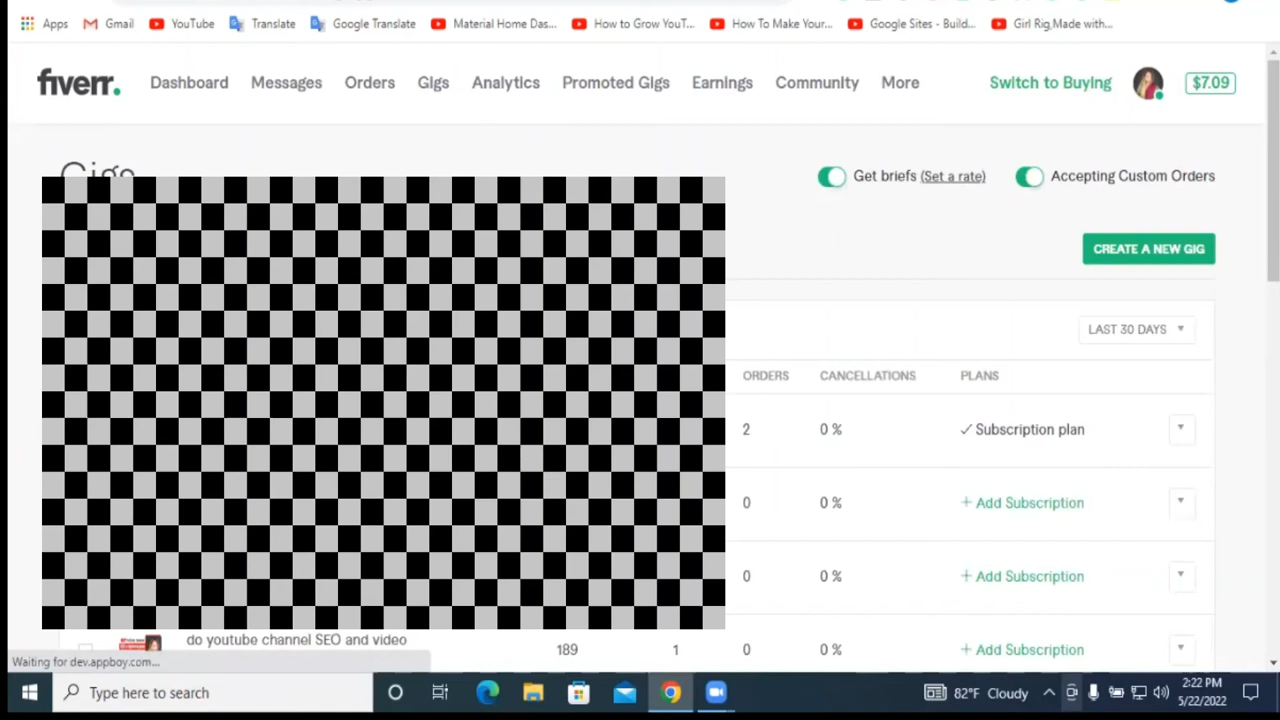 Apps Gmail YouTube Translate Google Translate Material Home Das... How to Grow YouT... How To Make Your... Google Sites - Build... Girl Rig,Made with...
fiverr. Dashboard Messages Orders Gigs Analytics Promoted Gigs Earnings Community More Switch to Buying $7.09
Gigs
Get briefs (Set a rate) Accepting Custom Orders
CREATE A NEW GIG
LAST 30 DAYS
ORDERS CANCELLATIONS PLANS
2 0 % Subscription plan
0 0 % + Add Subscription
0 0 % + Add Subscription
do youtube channel SEO and video 189 1 0 0 % + Add Subscription
Waiting for dev.appboy.com...
Type here to search 82°F Cloudy 2:22 PM
5/22/2022